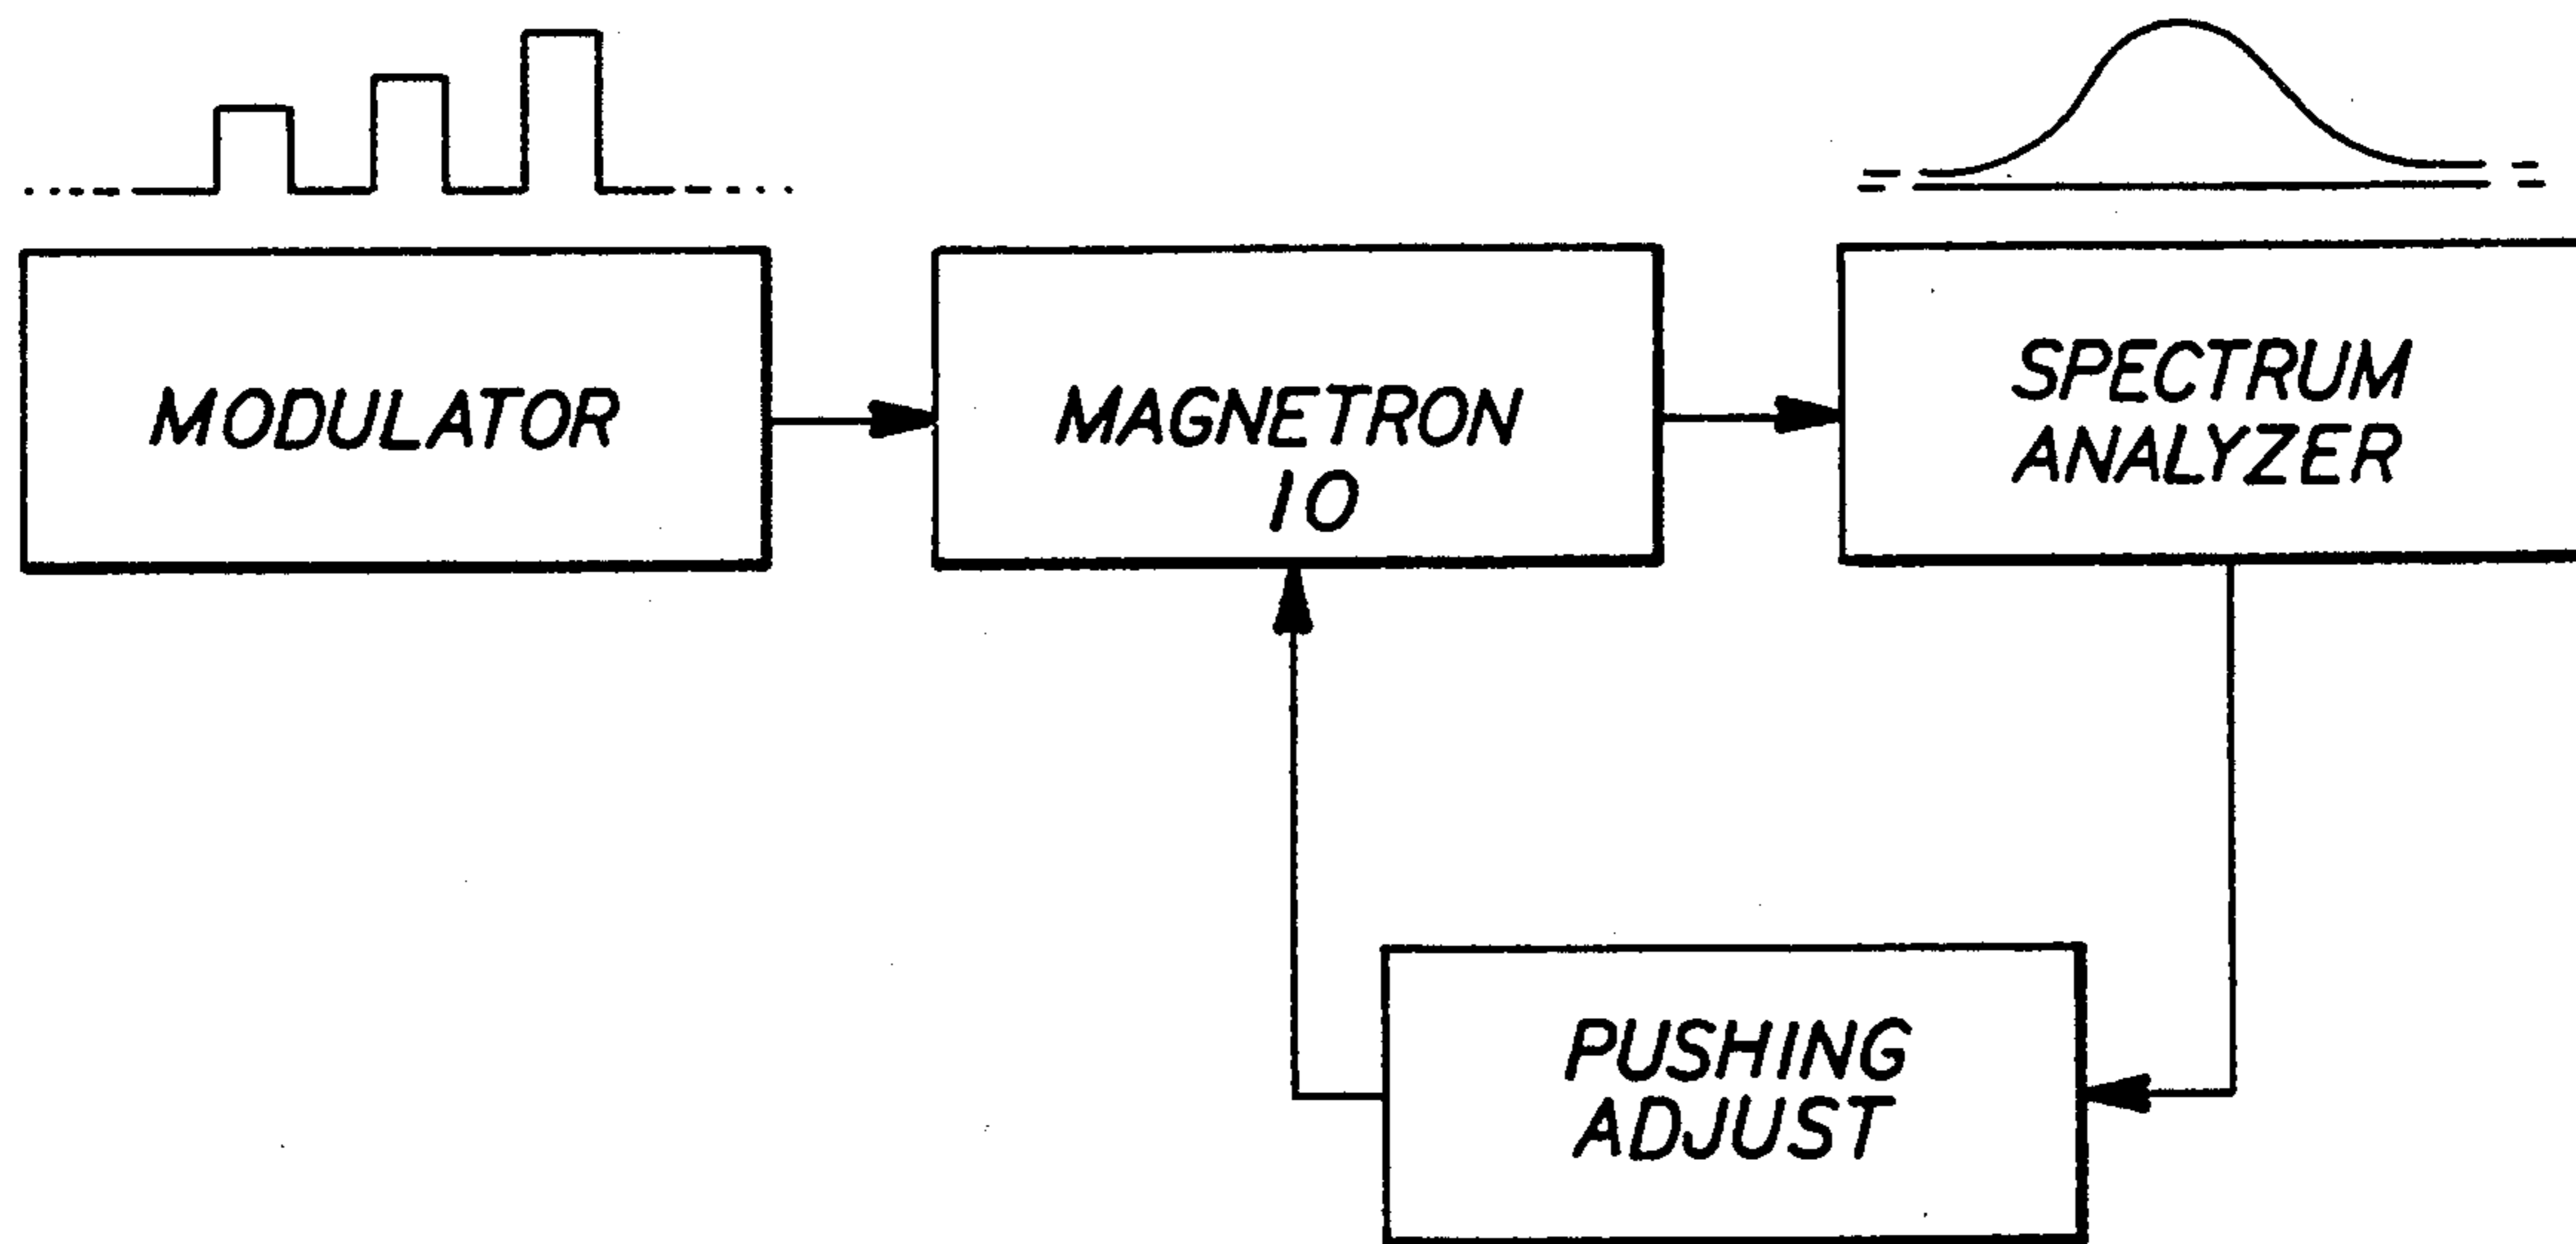 MODULATOR
MAGNETRON
10
SPECTRUM
ANALYZER
PUSHING
ADJUST